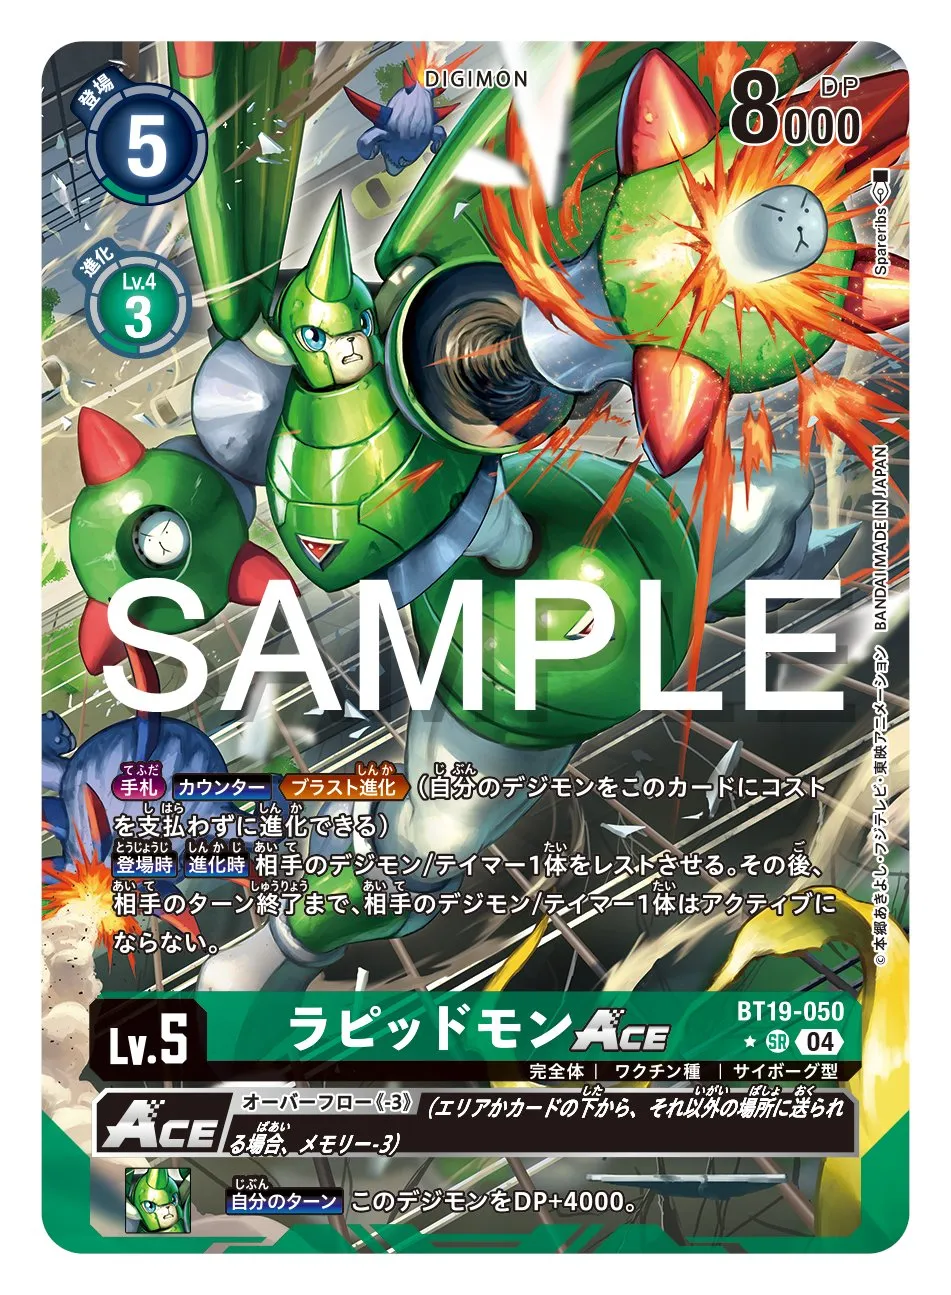 DIGIMON
登場
5
8000
DP
進化
Lv.4
3
Spareribs
BANDAI MADE IN JAPAN
©本郷あきよし・フジテレビ・東映アニメーション
SAMPLE
手札 カウンター ブラスト進化 (自分のデジモンをこのカードにコスト
を支払わずに進化できる)
登場時 進化時 相手のデジモン/テイマー1体をレストさせる。その後、
相手のターン終了まで、相手のデジモン/テイマー1体はアクティブに
ならない。
Lv.5
ラピッドモンACE
BT19-050
SR 04
完全体 | ワクチン種 | サイボーグ型
ACE
オーバーフロー《-3》 (エリアかカードの下から、それ以外の場所に送られ
る場合、メモリー-3)
自分のターン このデジモンをDP+4000。